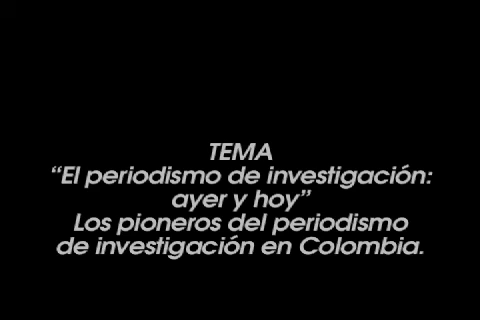 TEMA
“El periodismo de investigación:
ayer y hoy”
Los pioneros del periodismo
de investigación en Colombia.